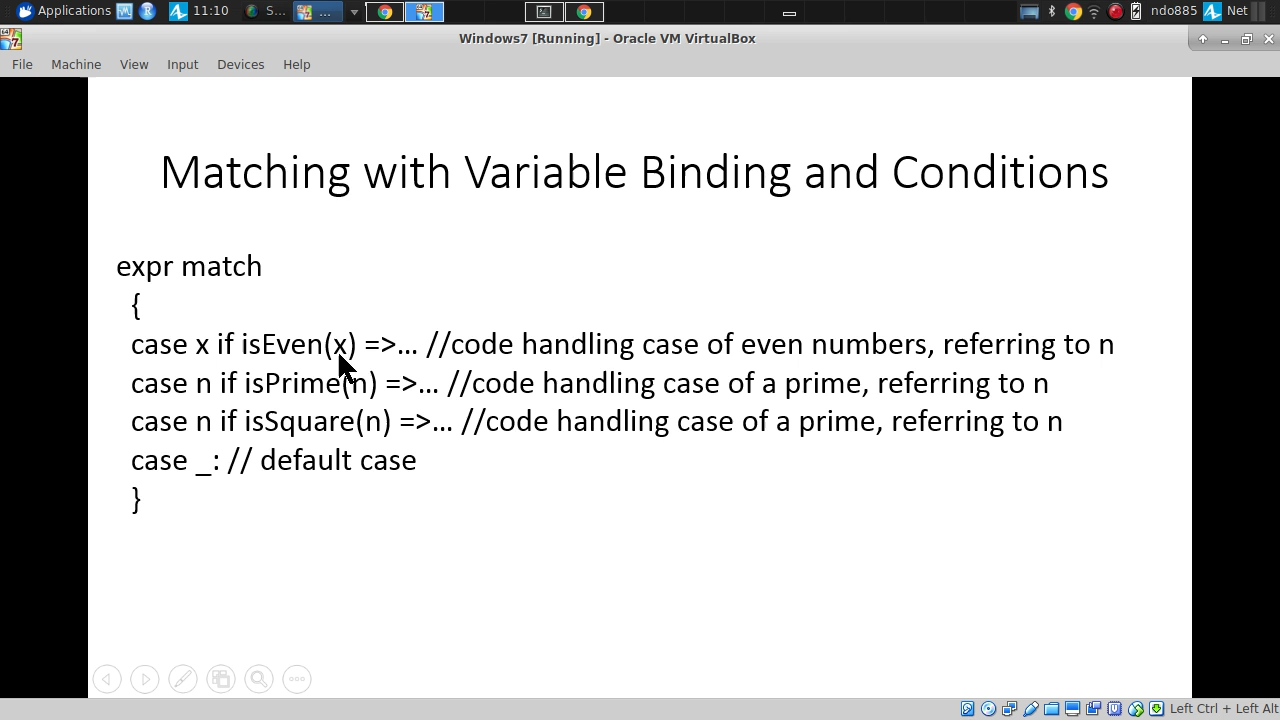 Applications 11:10 S... ... ndo885 Net
Windows7 [Running] - Oracle VM VirtualBox
File Machine View Input Devices Help
Matching with Variable Binding and Conditions
expr match
{
case x if isEven(x) =>... //code handling case of even numbers, referring to n
case n if isPrime(n) =>... //code handling case of a prime, referring to n
case n if isSquare(n) =>... //code handling case of a prime, referring to n
case _: // default case
}
Left Ctrl + Left Alt